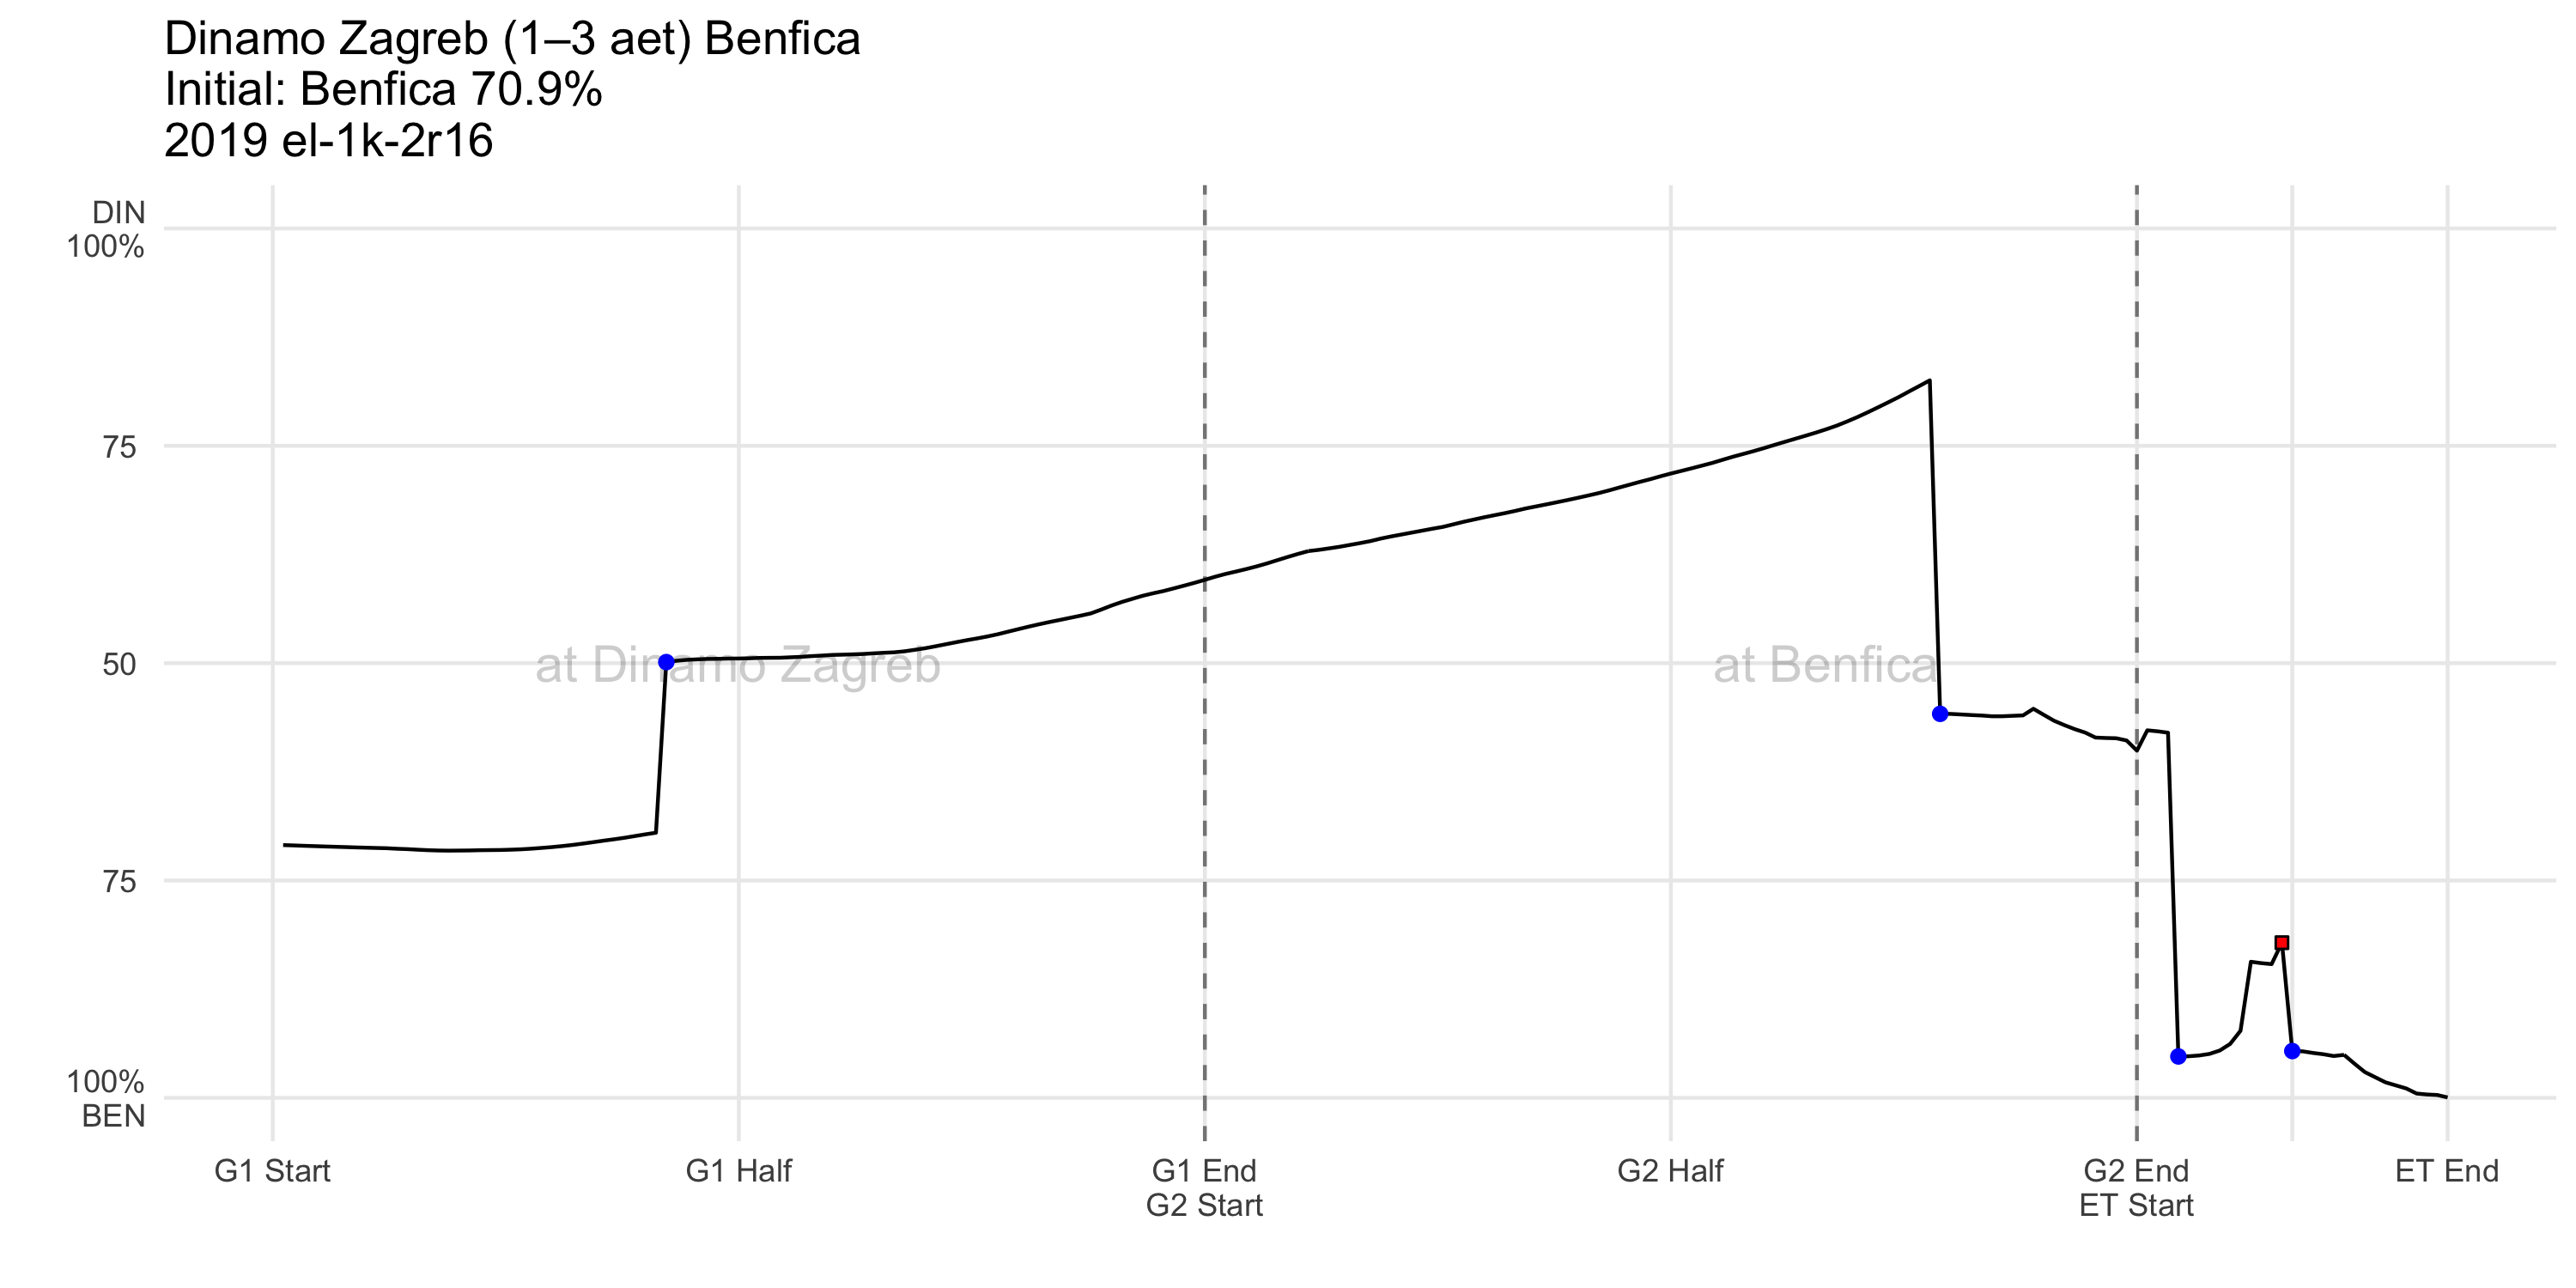 Dinamo Zagreb (1–3 aet) Benfica
Initial: Benfica 70.9%
2019 el-1k-2r16
DIN
100%
75
50
75
100%
BEN
at Dinamo Zagreb
at Benfica
G1 Start
G1 Half
G1 End
G2 Start
G2 Half
G2 End
ET Start
ET End